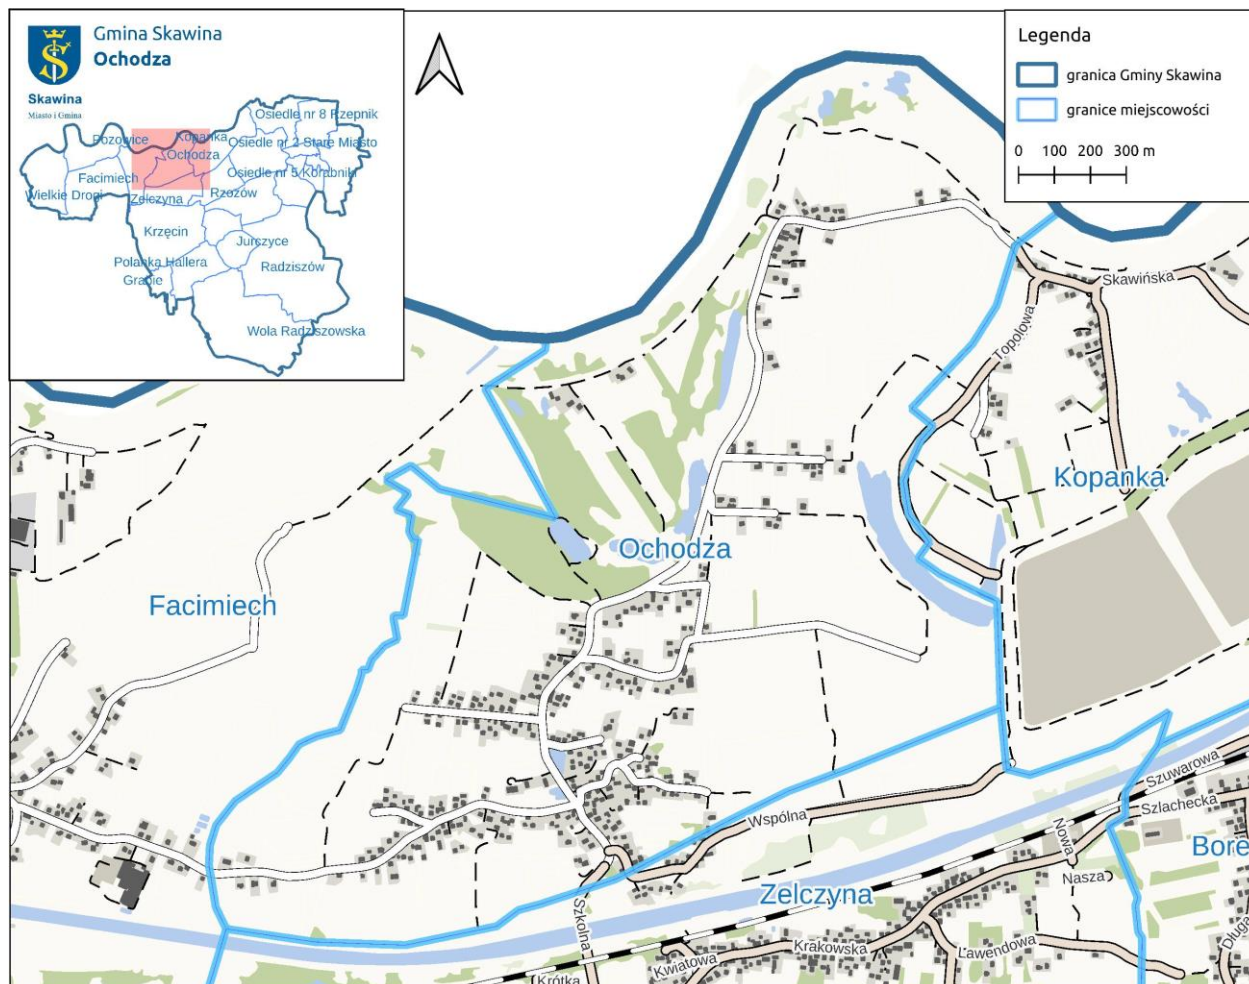 Gmina Skawina
Ochodza
Skawina
Miasto i Gmina
Osiedle nr 8 Rzepnik
Pozowice
Kopanka
Osiedle nr 2 Stare Miasto
Ochodza
Facimiech
Osiedle nr 5 Korabniki
Wielkie Drogi
Zelczyna
Rzozów
Krzęcin
Jurczyce
Polanka Hallera
Radziszów
Grabie
Wola Radziszowska
Legenda
granica Gminy Skawina
granice miejscowości
0 100 200 300 m
Skawińska
Topolowa
Kopanka
Ochodza
Facimiech
Szuwarowa
Szlachecka
Wspólna
Nowa
Bore
Nasza
Zelczyna
Szkolna
Krakowska
Ławendowa
Długa
Kwiatowa
Krótka